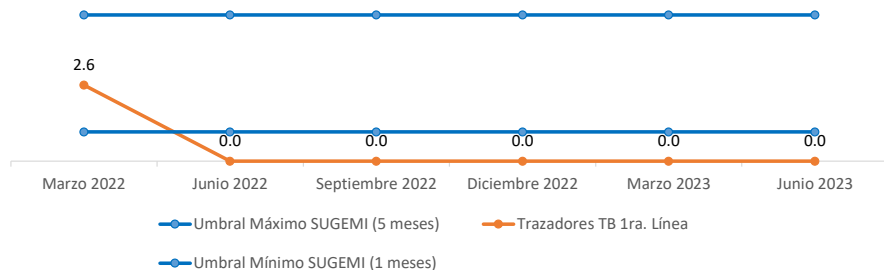 2.6
0.0 0.0 0.0 0.0 0.0
Marzo 2022 Junio 2022 Septiembre 2022 Diciembre 2022 Marzo 2023 Junio 2023
Umbral Máximo SUGEMI (5 meses) Trazadores TB 1ra. Línea
Umbral Mínimo SUGEMI (1 meses)